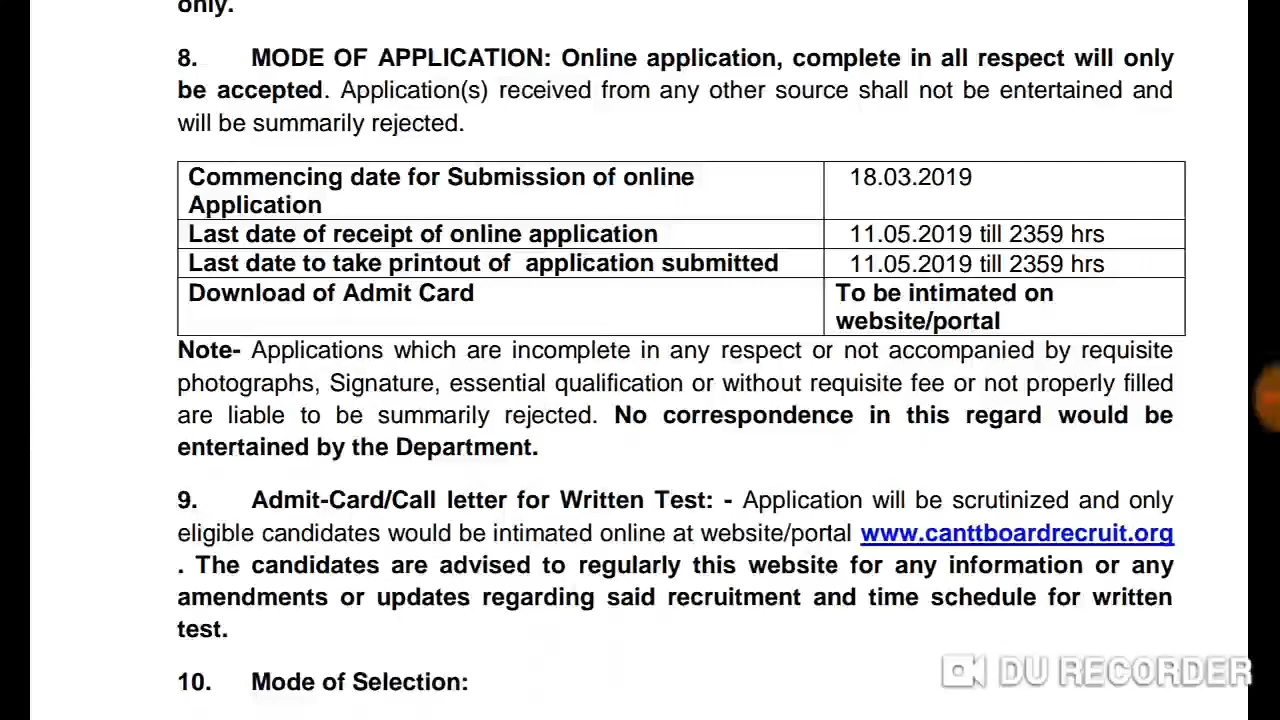 only.
8. MODE OF APPLICATION: Online application, complete in all respect will only
be accepted. Application(s) received from any other source shall not be entertained and
will be summarily rejected.
Commencing date for Submission of online
Application
18.03.2019
Last date of receipt of online application
11.05.2019 till 2359 hrs
Last date to take printout of application submitted
11.05.2019 till 2359 hrs
Download of Admit Card
To be intimated on
website/portal
Note- Applications which are incomplete in any respect or not accompanied by requisite
photographs, Signature, essential qualification or without requisite fee or not properly filled
are liable to be summarily rejected. No correspondence in this regard would be
entertained by the Department.
9. Admit-Card/Call letter for Written Test: - Application will be scrutinized and only
eligible candidates would be intimated online at website/portal www.canttboardrecruit.org
. The candidates are advised to regularly this website for any information or any
amendments or updates regarding said recruitment and time schedule for written
test.
10. Mode of Selection:
DU RECORDER